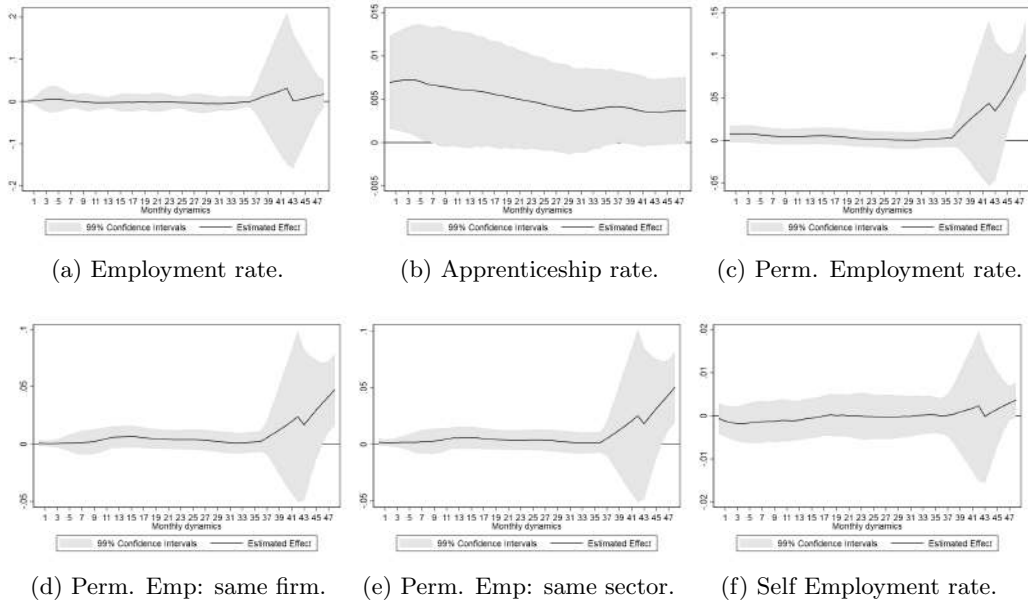 .2
.1
0
-.1
-.2
1 3 5 7 9 11 13 15 17 19 21 23 25 27 29 31 33 35 37 39 41 43 45 47
Monthly dynamics
99% Confidence Intervals Estimated Effect
(a) Employment rate.
.015
.01
.005
0
-.005
1 3 5 7 9 11 13 15 17 19 21 23 25 27 29 31 33 35 37 39 41 43 45 47
Monthly dynamics
99% Confidence Intervals Estimated Effect
(b) Apprenticeship rate.
.15
.1
.05
0
-.05
1 3 5 7 9 11 13 15 17 19 21 23 25 27 29 31 33 35 37 39 41 43 45 47
Monthly dynamics
99% Confidence Intervals Estimated Effect
(c) Perm. Employment rate.
.1
.05
0
-.05
1 3 5 7 9 11 13 15 17 19 21 23 25 27 29 31 33 35 37 39 41 43 45 47
Monthly dynamics
99% Confidence Intervals Estimated Effect
(d) Perm. Emp: same firm.
.1
.05
0
-.05
1 3 5 7 9 11 13 15 17 19 21 23 25 27 29 31 33 35 37 39 41 43 45 47
Monthly dynamics
99% Confidence Intervals Estimated Effect
(e) Perm. Emp: same sector.
.02
.01
0
-.01
-.02
1 3 5 7 9 11 13 15 17 19 21 23 25 27 29 31 33 35 37 39 41 43 45 47
Monthly dynamics
99% Confidence Intervals Estimated Effect
(f) Self Employment rate.